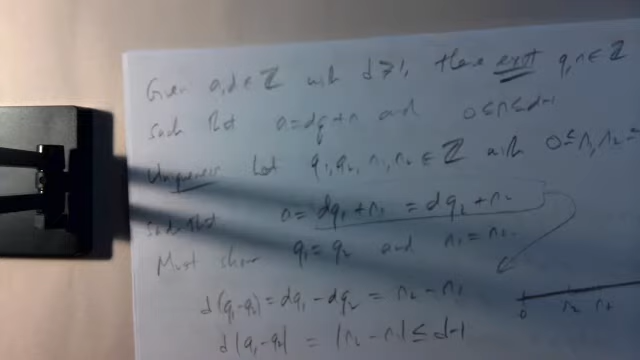 Given a,d ∈ ℤ with d≥1, there exist q,r ∈ ℤ
such that a=dq+r and 0≤r≤d-1
Uniqueness Let q₁,q₂,r₁,r₂ ∈ ℤ with 0≤r₁,r₂≤
such that a=dq₁+r₁ = dq₂+r₂
Must show q₁=q₂ and r₁=r₂.
d(q₁-q₂)=dq₁-dq₂ = r₂-r₁
d|q₁-q₂| = |r₂-r₁|≤d-1
0